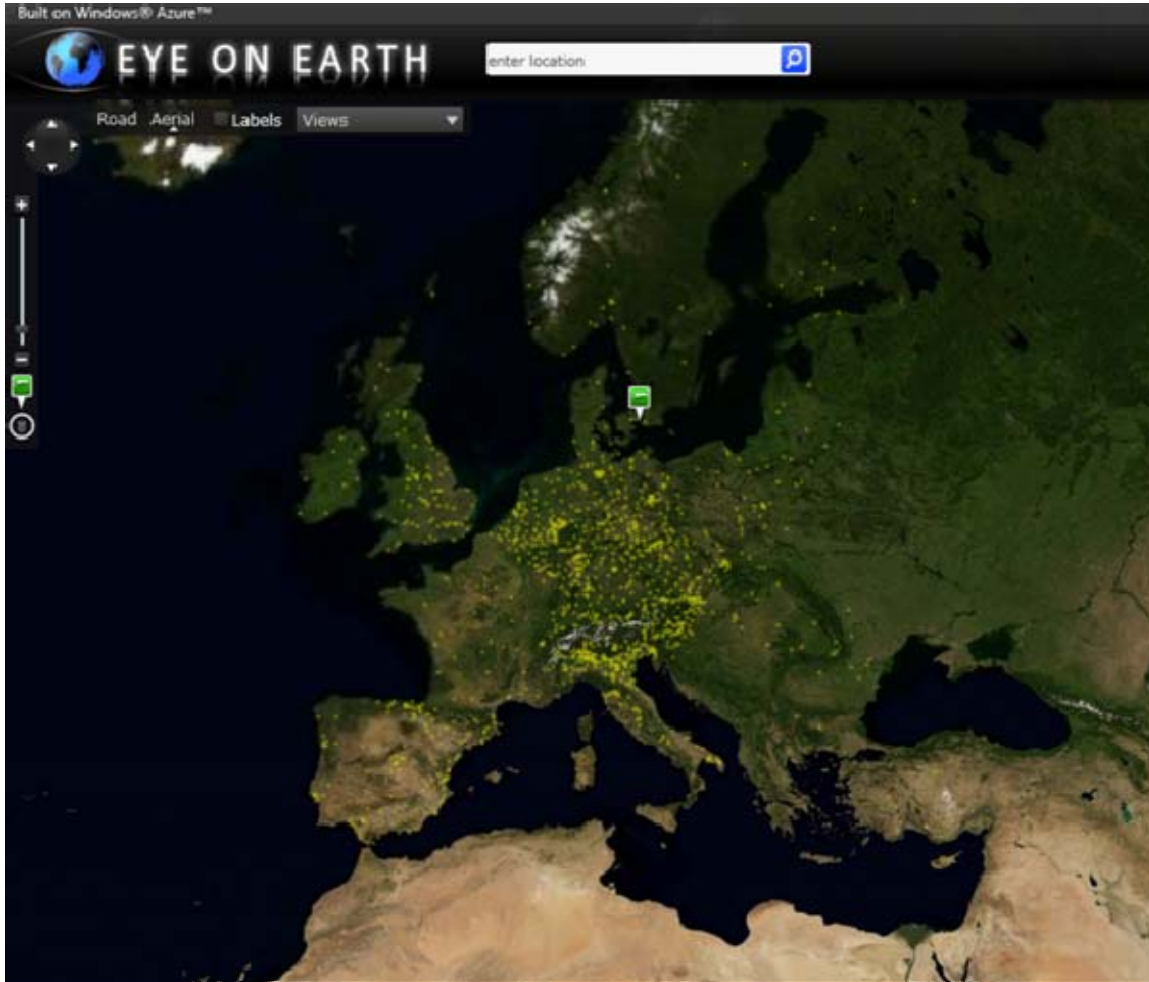 Built on Windows® Azure™
EYE ON EARTH
enter location
Road Aerial Labels Views